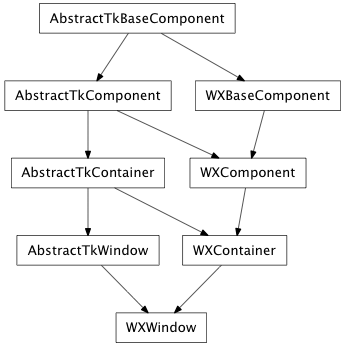 AbstractTkBaseComponent
AbstractTkComponent
WXBaseComponent
AbstractTkContainer
WXComponent
AbstractTkWindow
WXContainer
WXWindow